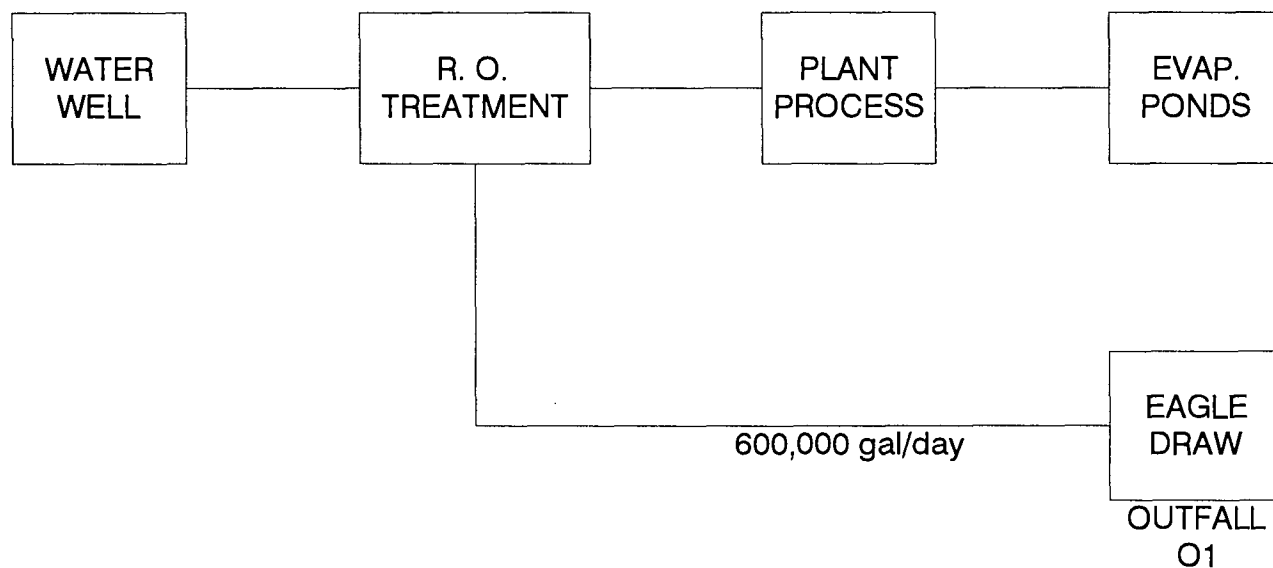 WATER
WELL
R. O.
TREATMENT
PLANT
PROCESS
EVAP.
PONDS
600,000 gal/day
EAGLE
DRAW
OUTFALL
O1